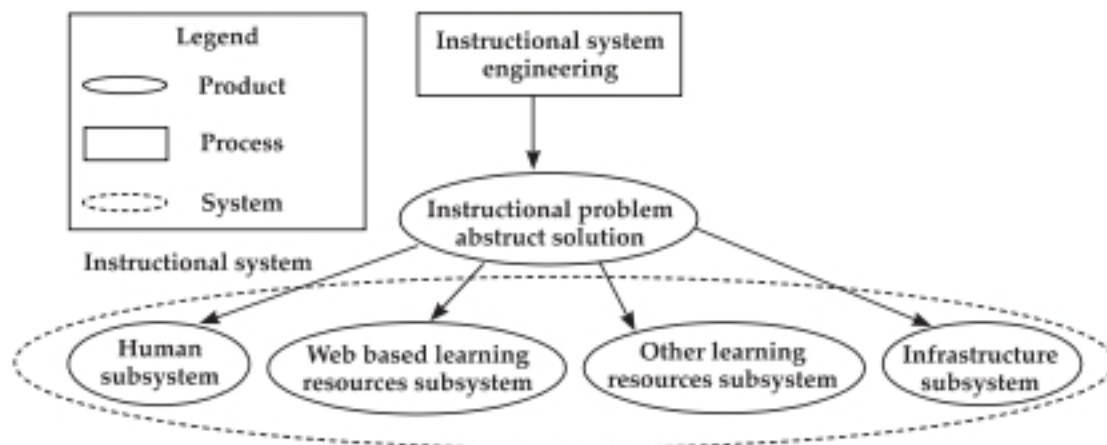 Legend
Product
Process
System
Instructional system
engineering
Instructional problem
abstruct solution
Instructional system
Human
subsystem
Web based learning
resources subsystem
Other learning
resources subsystem
Infrastructure
subsystem